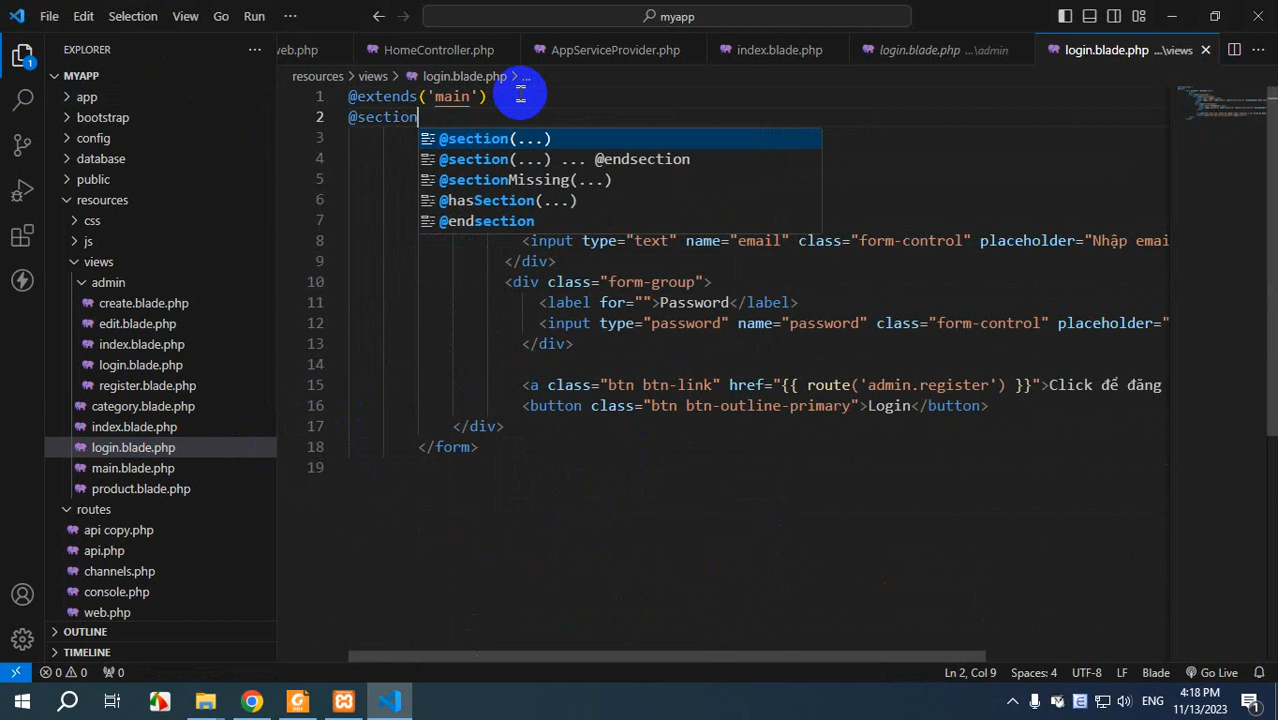 File Edit Selection View Go Run ··· myapp
EXPLORER ···
web.php HomeController.php AppServiceProvider.php index.blade.php login.blade.php ...\admin login.blade.php ...\views
resources > views > login.blade.php > ...
MYAPP
app
bootstrap
config
database
public
resources
css
js
views
admin
create.blade.php
edit.blade.php
index.blade.php
login.blade.php
register.blade.php
category.blade.php
index.blade.php
login.blade.php
main.blade.php
product.blade.php
routes
api copy.php
api.php
channels.php
console.php
web.php
OUTLINE
TIMELINE
1 @extends('main')
2 @section
3
4
5
6
7
@section(...)
@section(...) ... @endsection
@sectionMissing(...)
@hasSection(...)
@endsection
8 <input type="text" name="email" class="form-control" placeholder="Nhập emai
9 </div>
10 <div class="form-group">
11 <label for="">Password</label>
12 <input type="password" name="password" class="form-control" placeholder="
13 </div>
14
15 <a class="btn btn-link" href="{{ route('admin.register') }}">Click để đăng
16 <button class="btn btn-outline-primary">Login</button>
17 </div>
18 </form>
19
0 0 0 Ln 2, Col 9 Spaces: 4 UTF-8 LF Blade Go Live
ENG 4:18 PM
11/13/2023